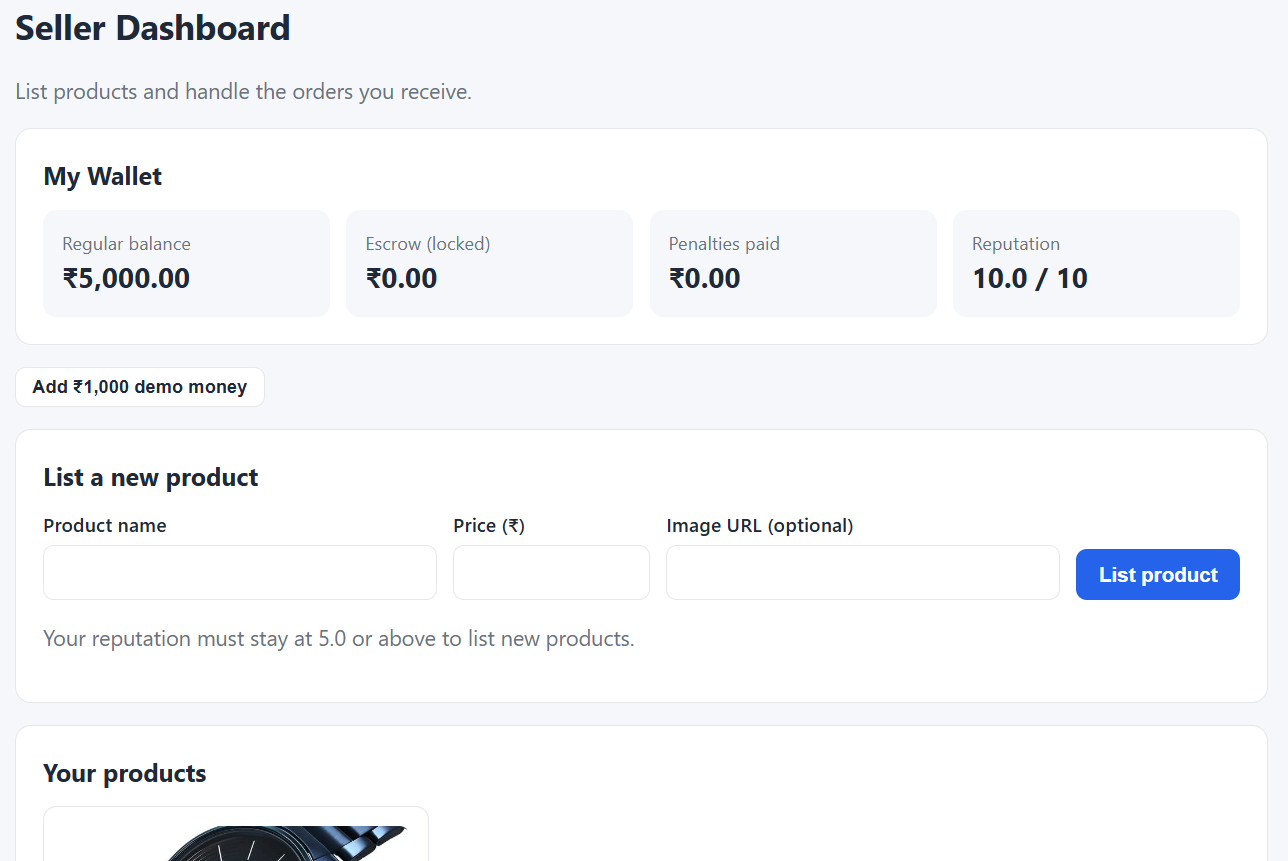 Seller Dashboard
List products and handle the orders you receive.
My Wallet
Regular balance
₹5,000.00
Escrow (locked)
₹0.00
Penalties paid
₹0.00
Reputation
10.0 / 10
Add ₹1,000 demo money
List a new product
Product name
Price (₹)
Image URL (optional)
List product
Your reputation must stay at 5.0 or above to list new products.
Your products